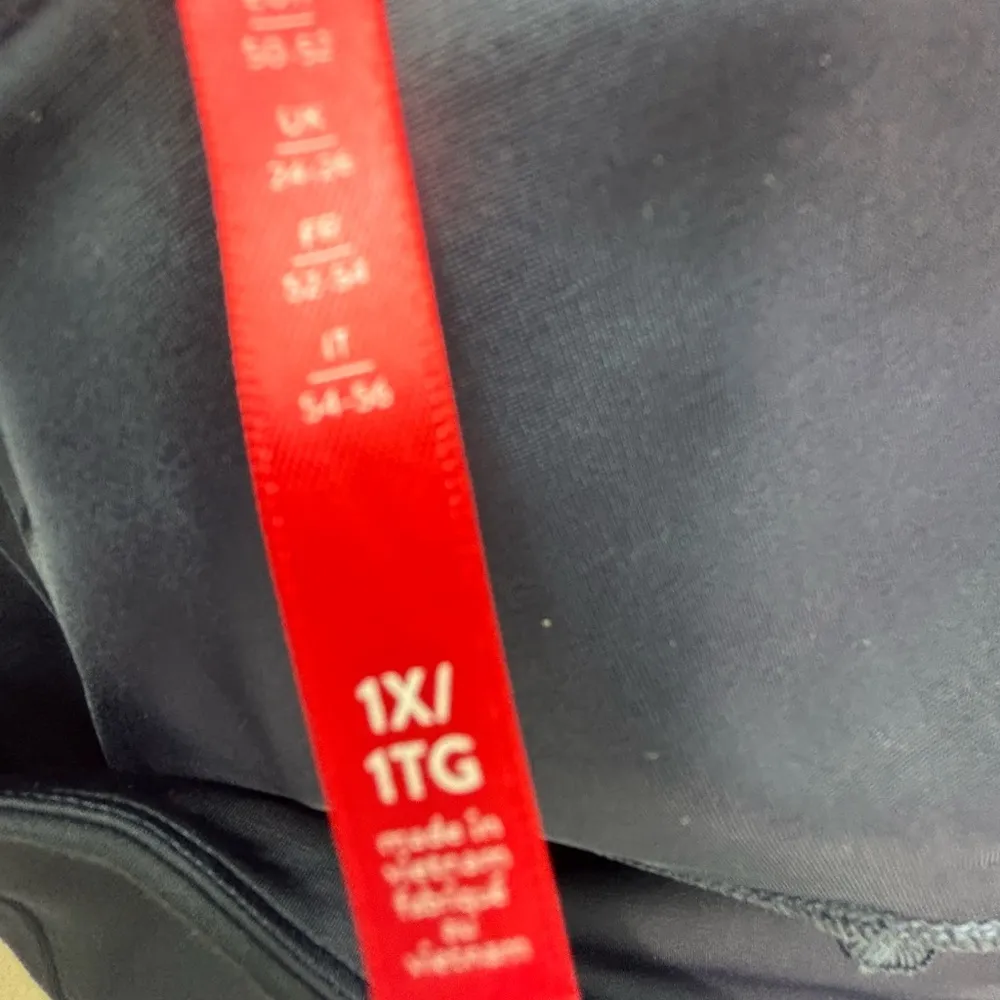 50-52
UK
24-26
FR
52-54
IT
54-56
1X/
1TG
made in
vietnam
fabriqué
au
vietnam